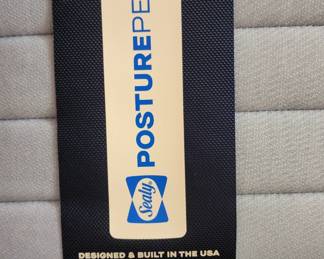 Sealy
POSTUREPE
DESIGNED & BUILT IN THE USA